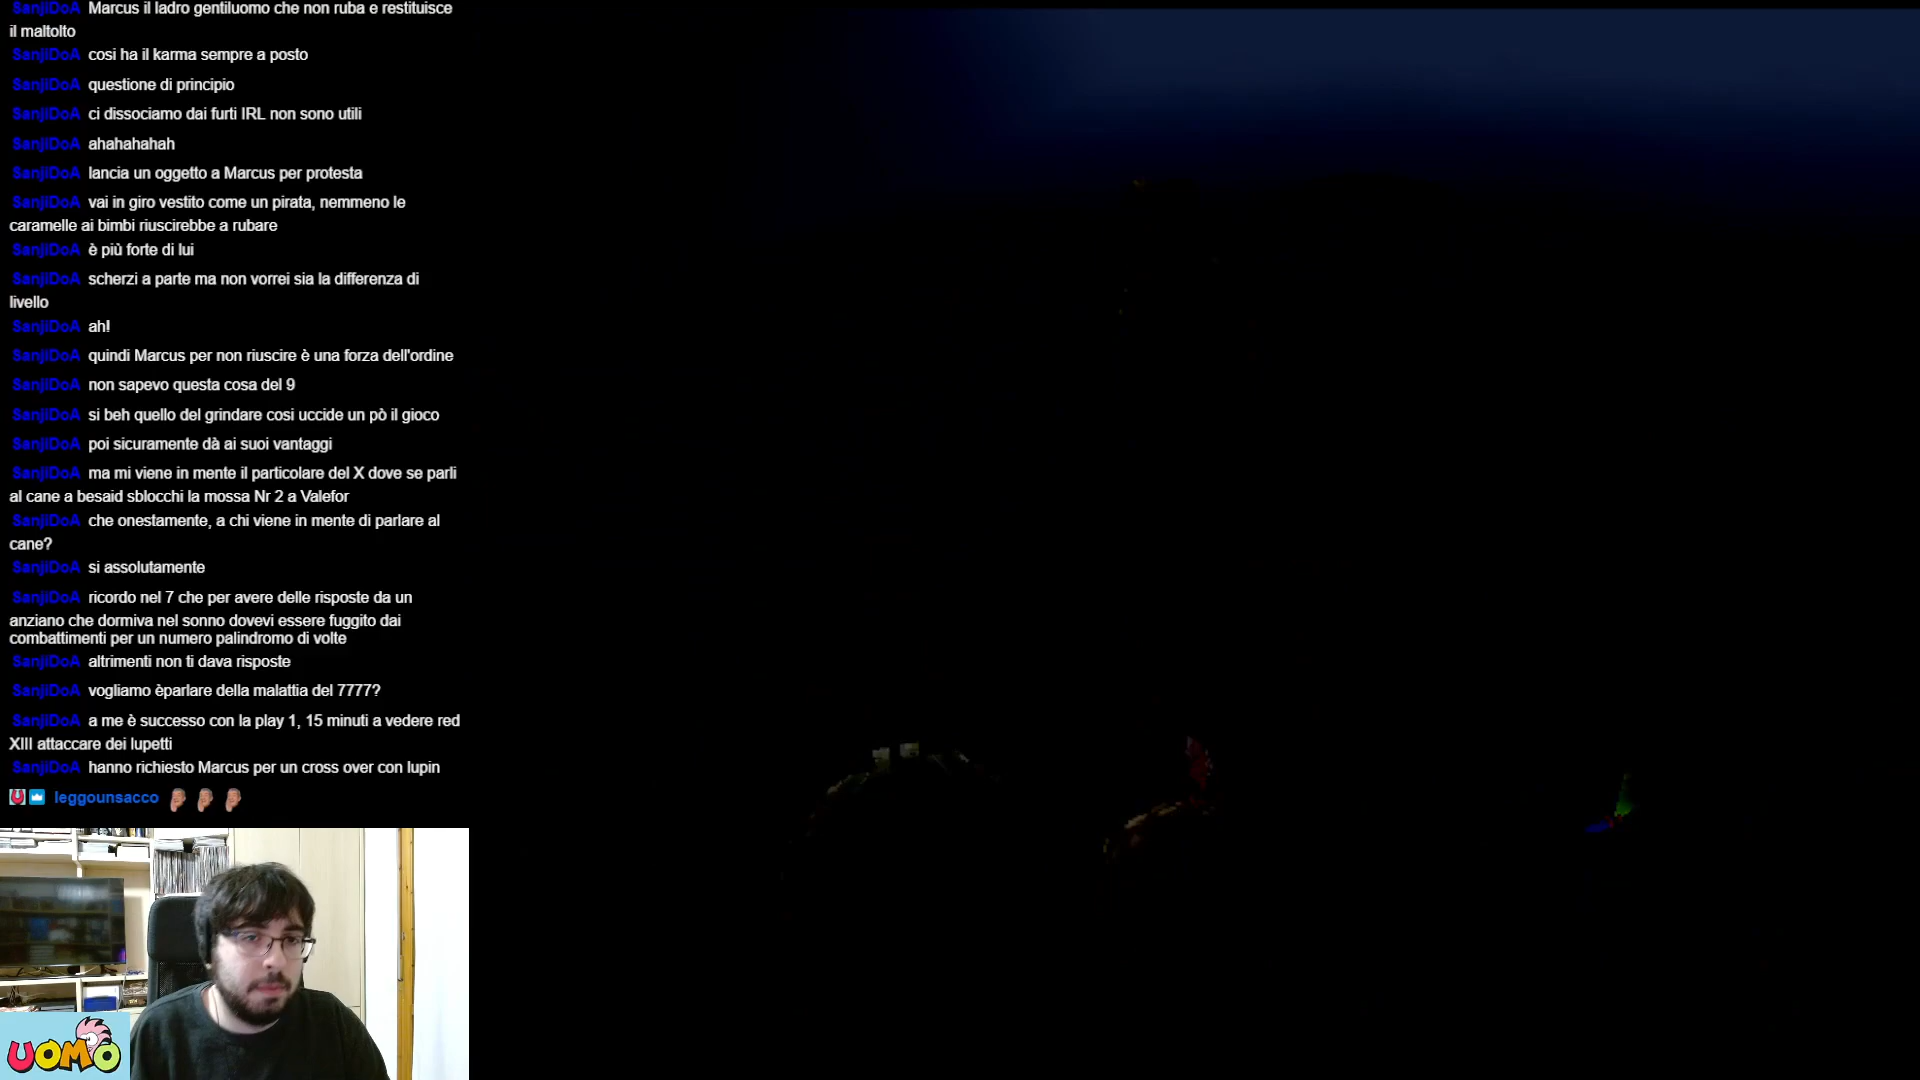 SanjiDoA Marcus il ladro gentiluomo che non ruba e restituisce
il maltolto
SanjiDoA cosi ha il karma sempre a posto
SanjiDoA questione di principio
SanjiDoA ci dissociamo dai furti IRL non sono utili
SanjiDoA ahahahahah
SanjiDoA lancia un oggetto a Marcus per protesta
SanjiDoA vai in giro vestito come un pirata, nemmeno le
caramelle ai bimbi riuscirebbe a rubare
SanjiDoA è più forte di lui
SanjiDoA scherzi a parte ma non vorrei sia la differenza di
livello
SanjiDoA ah!
SanjiDoA quindi Marcus per non riuscire è una forza dell'ordine
SanjiDoA non sapevo questa cosa del 9
SanjiDoA si beh quello del grindare cosi uccide un pò il gioco
SanjiDoA poi sicuramente dà ai suoi vantaggi
SanjiDoA ma mi viene in mente il particolare del X dove se parli
al cane a besaid sblocchi la mossa Nr 2 a Valefor
SanjiDoA che onestamente, a chi viene in mente di parlare al
cane?
SanjiDoA si assolutamente
SanjiDoA ricordo nel 7 che per avere delle risposte da un
anziano che dormiva nel sonno dovevi essere fuggito dai
combattimenti per un numero palindromo di volte
SanjiDoA altrimenti non ti dava risposte
SanjiDoA vogliamo èparlare della malattia del 7777?
SanjiDoA a me è successo con la play 1, 15 minuti a vedere red
XIII attaccare dei lupetti
SanjiDoA hanno richiesto Marcus per un cross over con lupin
leggounsacco
UOMO